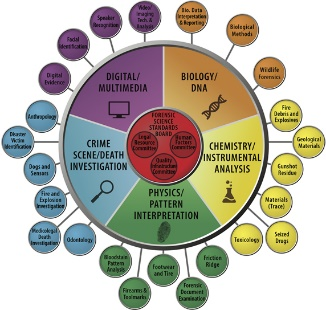 Video/
Imaging
Tech. &
Analysis
Speaker
Recognition
Facial
Identification
Digital
Evidence
DIGITAL/
MULTIMEDIA
Bio. Data
Interpretation
& Reporting
Biological
Methods
Wildlife
Forensics
BIOLOGY/
DNA
FORENSIC
SCIENCE
STANDARDS
BOARD
Legal
Resource
Committee
Human
Factors
Committee
Quality
Infrastructure
Committee
Fire
Debris and
Explosives
Geological
Materials
Gunshot
Residue
Materials
(Trace)
Seized
Drugs
Toxicology
CHEMISTRY/
INSTRUMENTAL
ANALYSIS
Anthropology
Disaster
Victim
Identification
Dogs and
Sensors
Fire and
Explosion
Investigation
Medicolegal
Death
Investigation
Odontology
CRIME
SCENE/DEATH
INVESTIGATION
PHYSICS/
PATTERN
INTERPRETATION
Bloodstain
Pattern
Analysis
Firearms &
Toolmarks
Footwear
and Tire
Forensic
Document
Examination
Friction
Ridge